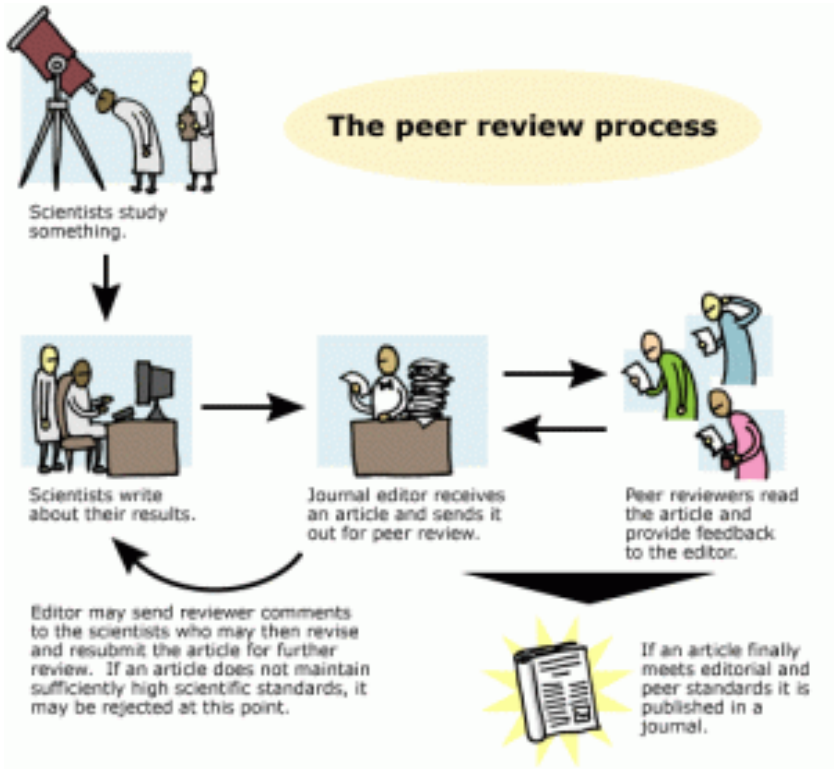 The peer review process
Scientists study
something.
Scientists write
about their results.
Journal editor receives
an article and sends it
out for peer review.
Peer reviewers read
the article and
provide feedback
to the editor.
Editor may send reviewer comments
to the scientists who may then revise
and resubmit the article for further
review. If an article does not maintain
sufficiently high scientific standards, it
may be rejected at this point.
If an article finally
meets editorial and
peer standards it is
published in a
journal.